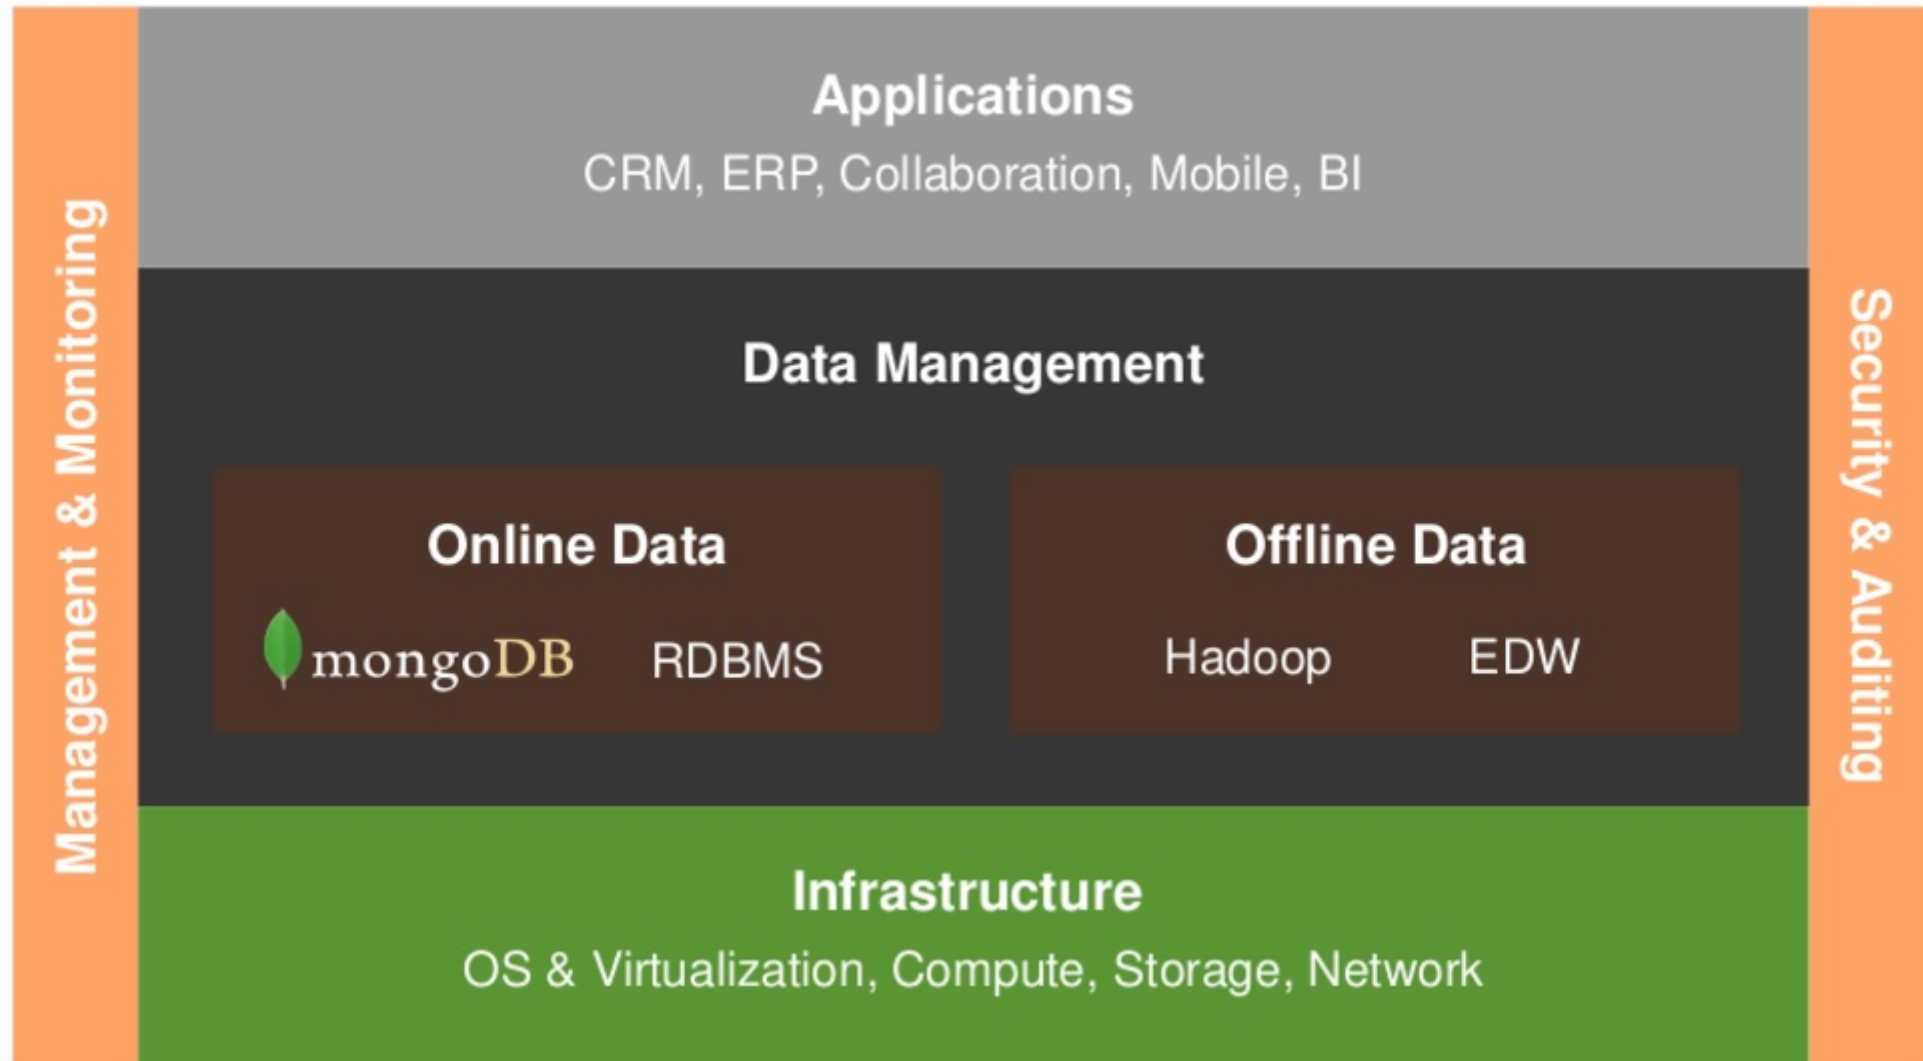 Management & Monitoring
Applications
CRM, ERP, Collaboration, Mobile, BI
Data Management
Online Data
mongoDB RDBMS
Offline Data
Hadoop EDW
Infrastructure
OS & Virtualization, Compute, Storage, Network
Security & Auditing